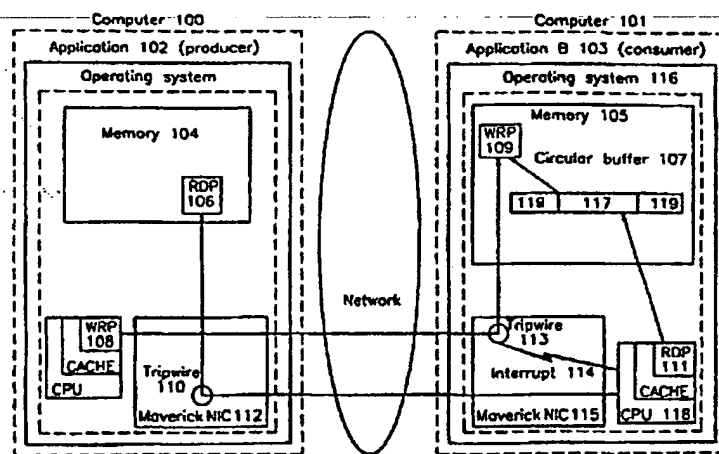 Computer 100
Application 102 (producer)
Operating system
Memory 104
RDP
106
WRP
108
CACHE
CPU
Tripwire
110
Maverick NIC 112
Network
Computer 101
Application B 103 (consumer)
Operating system 116
Memory 105
WRP
109
Circular buffer 107
119
117
119
Tripwire
113
Interrupt 114
Maverick NIC 115
RDP
111
CACHE
CPU 118